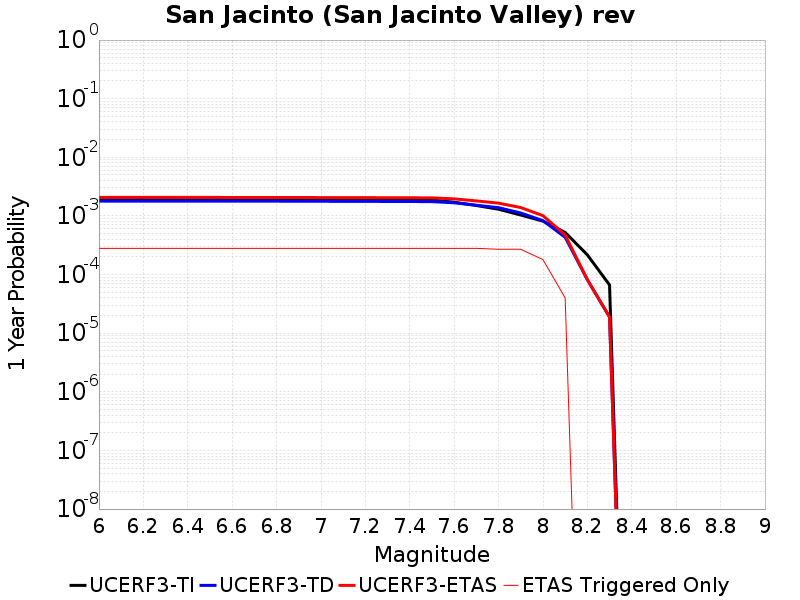 San Jacinto (San Jacinto Valley) rev
10^0
10^-1
10^-2
10^-3
10^-4
10^-5
10^-6
10^-7
10^-8
1 Year Probability
6 6.2 6.4 6.6 6.8 7 7.2 7.4 7.6 7.8 8 8.2 8.4 8.6 8.8 9
Magnitude
UCERF3-TI UCERF3-TD UCERF3-ETAS ETAS Triggered Only